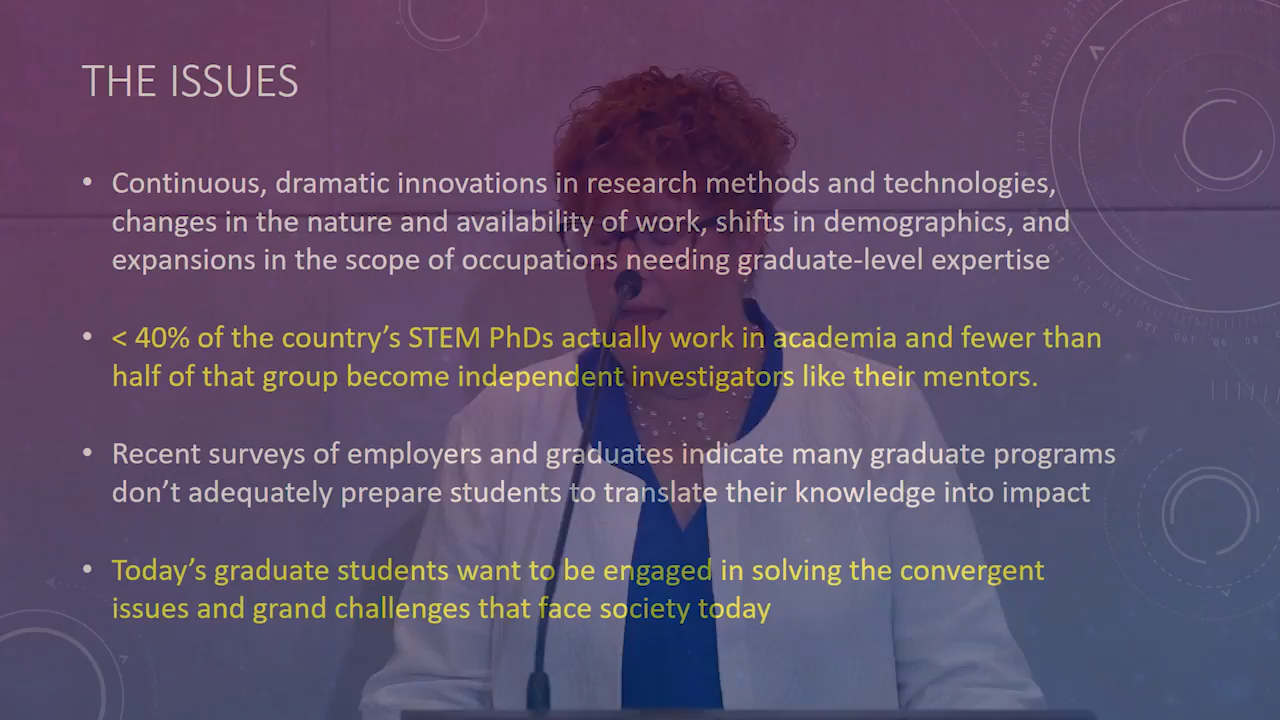 THE ISSUES
• Continuous, dramatic innovations in research methods and technologies,
changes in the nature and availability of work, shifts in demographics, and
expansions in the scope of occupations needing graduate-level expertise
• < 40% of the country’s STEM PhDs actually work in academia and fewer than
half of that group become independent investigators like their mentors.
• Recent surveys of employers and graduates indicate many graduate programs
don’t adequately prepare students to translate their knowledge into impact
• Today’s graduate students want to be engaged in solving the convergent
issues and grand challenges that face society today